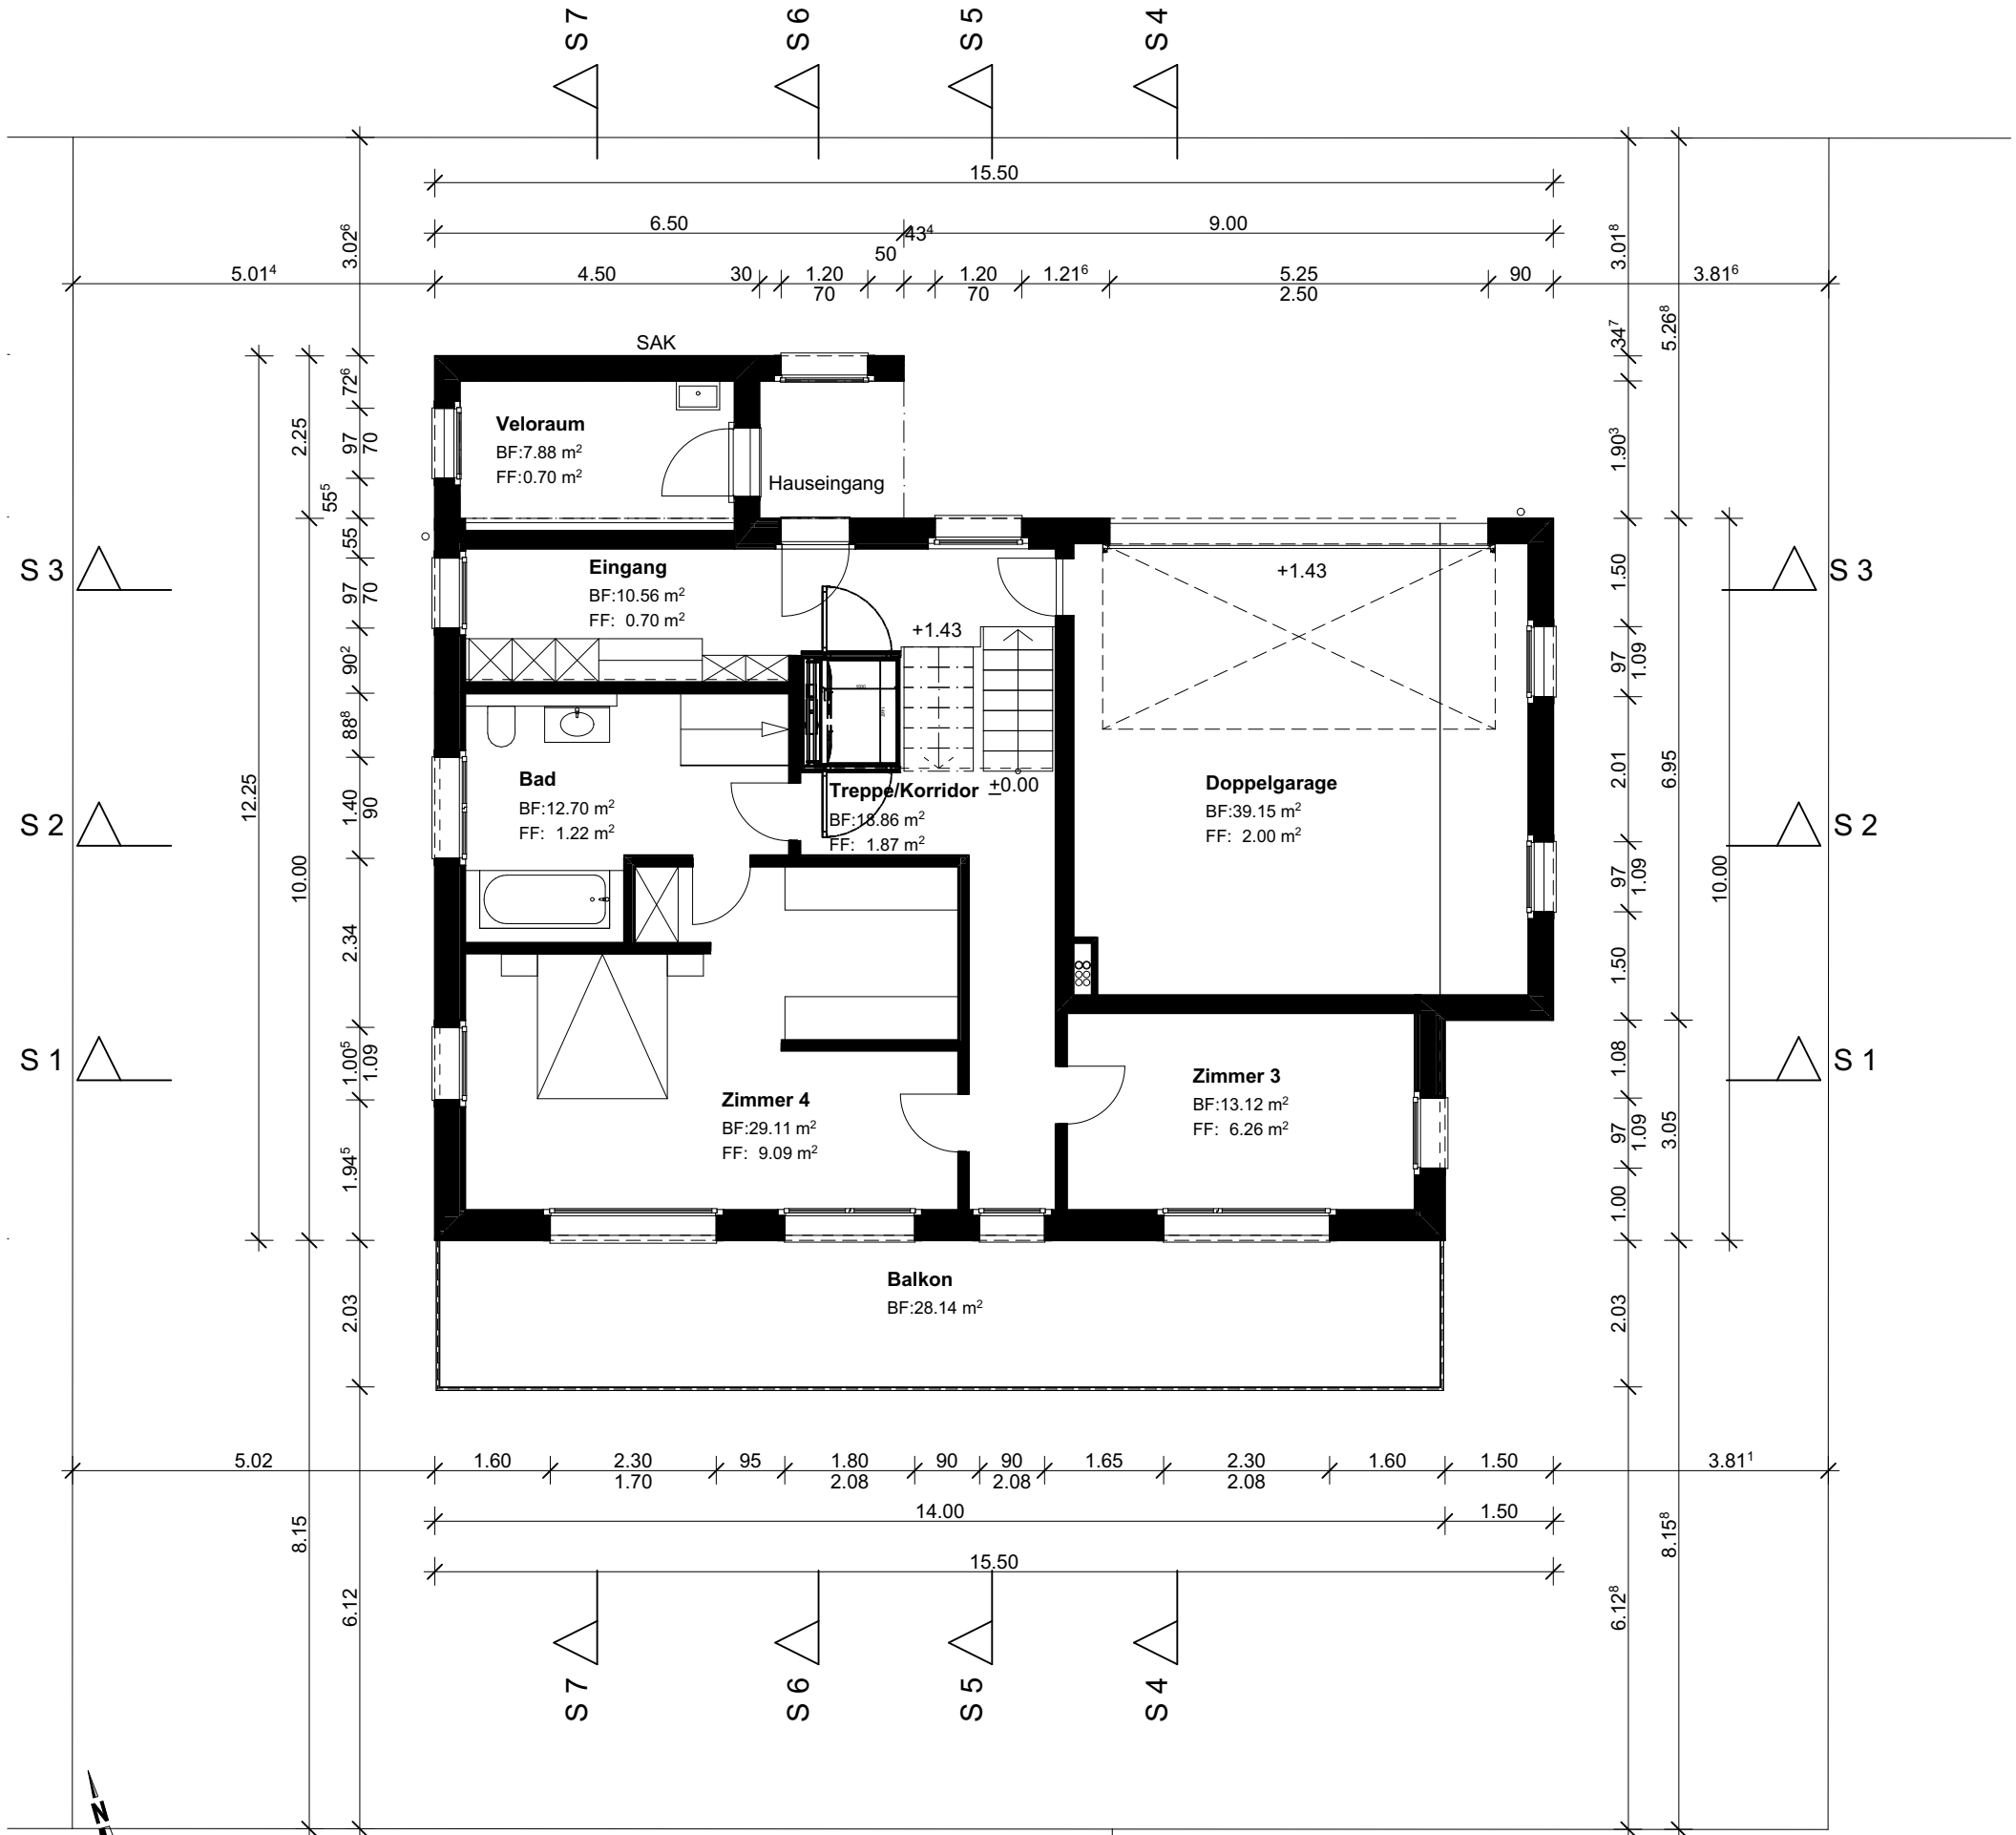 S 7
S 6
S 5
S 4
15.50
6.50
43⁴
9.00
50
5.01⁴
4.50
30
1.20
70
1.20
70
1.21⁶
5.25
2.50
90
3.81⁶
3.02⁶
3.01⁸
5.26⁸
34⁷
SAK
72⁶
97
70
2.25
55⁵
55
97
70
90²
88⁸
1.40
90
12.25
10.00
2.34
1.00⁵
1.09
1.94⁵
2.03
8.15
6.12
1.90³
1.50
97
1.09
2.01
6.95
97
1.09
10.00
1.50
1.08
97
1.09
3.05
1.00
2.03
8.15⁸
6.12⁸
Veloraum
BF:7.88 m²
FF:0.70 m²
Hauseingang
S 3
S 3
Eingang
BF:10.56 m²
FF: 0.70 m²
+1.43
+1.43
S 2
S 2
Bad
BF:12.70 m²
FF: 1.22 m²
Treppe/Korridor
±0.00
BF:18.86 m²
FF: 1.87 m²
Doppelgarage
BF:39.15 m²
FF: 2.00 m²
S 1
S 1
Zimmer 4
BF:29.11 m²
FF: 9.09 m²
Zimmer 3
BF:13.12 m²
FF: 6.26 m²
Balkon
BF:28.14 m²
5.02
1.60
2.30
1.70
95
1.80
2.08
90
90
2.08
1.65
2.30
2.08
1.60
1.50
3.81¹
14.00
1.50
15.50
S 7
S 6
S 5
S 4
N